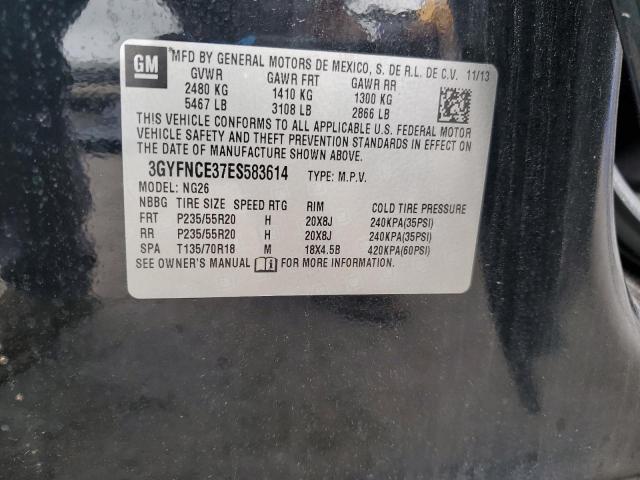 GM
*MFD BY GENERAL MOTORS DE MEXICO, S. DE R.L. DE C.V. 11/13
GVWR GAWR FRT GAWR RR
2480 KG 1410 KG 1300 KG
5467 LB 3108 LB 2866 LB
THIS VEHICLE CONFORMS TO ALL APPLICABLE U.S. FEDERAL MOTOR
VEHICLE SAFETY AND THEFT PREVENTION STANDARDS IN EFFECT ON
THE DATE OF MANUFACTURE SHOWN ABOVE.
3GYFNCE37ES583614 TYPE: M.P.V.
MODEL: NG26
NBBG TIRE SIZE SPEED RTG RIM COLD TIRE PRESSURE
FRT P235/55R20 H 20X8J 240KPA(35PSI)
RR P235/55R20 H 20X8J 240KPA(35PSI)
SPA T135/70R18 M 18X4.5B 420KPA(60PSI)
SEE OWNER'S MANUAL FOR MORE INFORMATION.